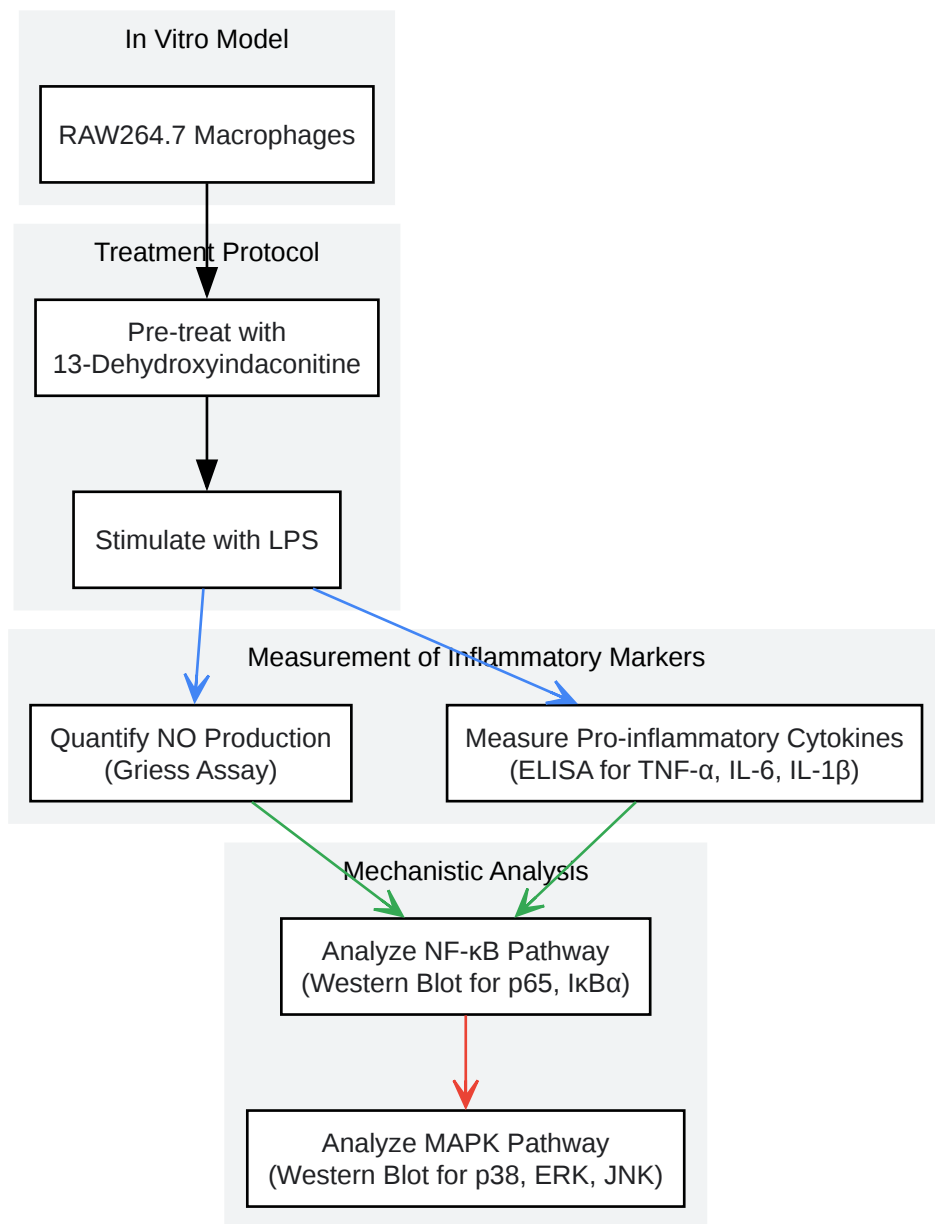 In Vitro Model
RAW264.7 Macrophages
Treatment Protocol
Pre-treat with
13-Dehydroxyindaconitine
Stimulate with LPS
Measurement of Inflammatory Markers
Quantify NO Production
(Griess Assay)
Measure Pro-inflammatory Cytokines
(ELISA for TNF-α, IL-6, IL-1β)
Mechanistic Analysis
Analyze NF-κB Pathway
(Western Blot for p65, IκBα)
Analyze MAPK Pathway
(Western Blot for p38, ERK, JNK)